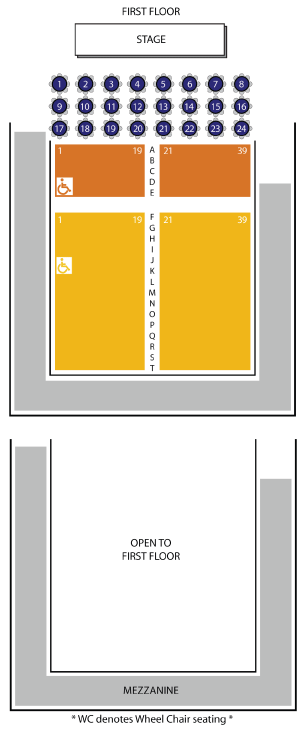 FIRST FLOOR
STAGE
1 2 3 4 5 6 7 8
9 10 11 12 13 14 15 16
17 18 19 20 21 22 23 24
1 19 A 21 39
B
C
D
E
F
1 19 G 21 39
H
I
J
K
L
M
N
O
P
Q
R
S
T
OPEN TO
FIRST FLOOR
MEZZANINE
* WC denotes Wheel Chair seating *